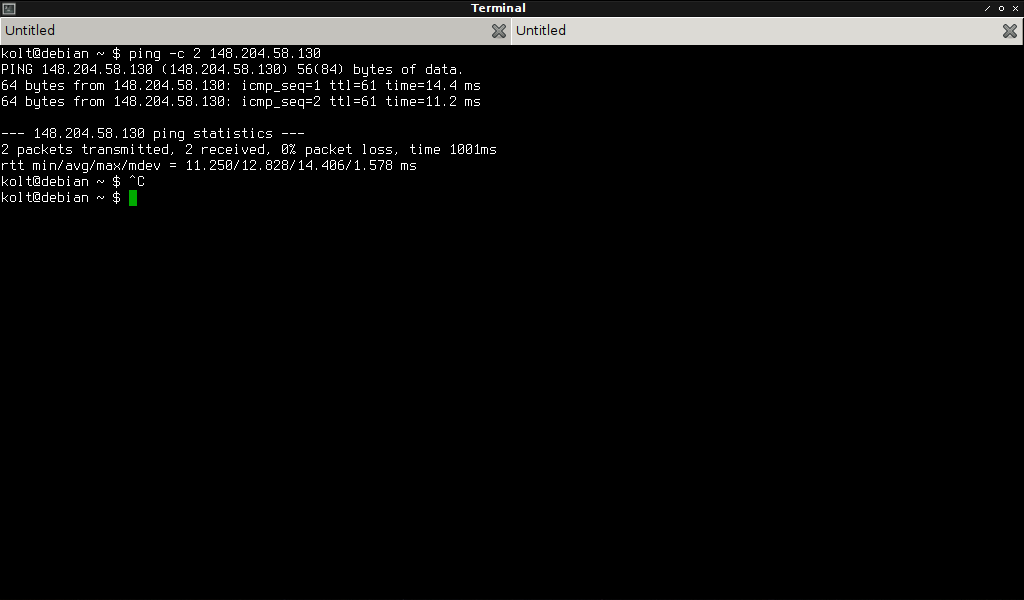 Terminal
Untitled
Untitled
kolt@debian ~ $ ping -c 2 148.204.58.130
PING 148.204.58.130 (148.204.58.130) 56(84) bytes of data.
64 bytes from 148.204.58.130: icmp_seq=1 ttl=61 time=14.4 ms
64 bytes from 148.204.58.130: icmp_seq=2 ttl=61 time=11.2 ms
--- 148.204.58.130 ping statistics ---
2 packets transmitted, 2 received, 0% packet loss, time 1001ms
rtt min/avg/max/mdev = 11.250/12.828/14.406/1.578 ms
kolt@debian ~ $ ^C
kolt@debian ~ $